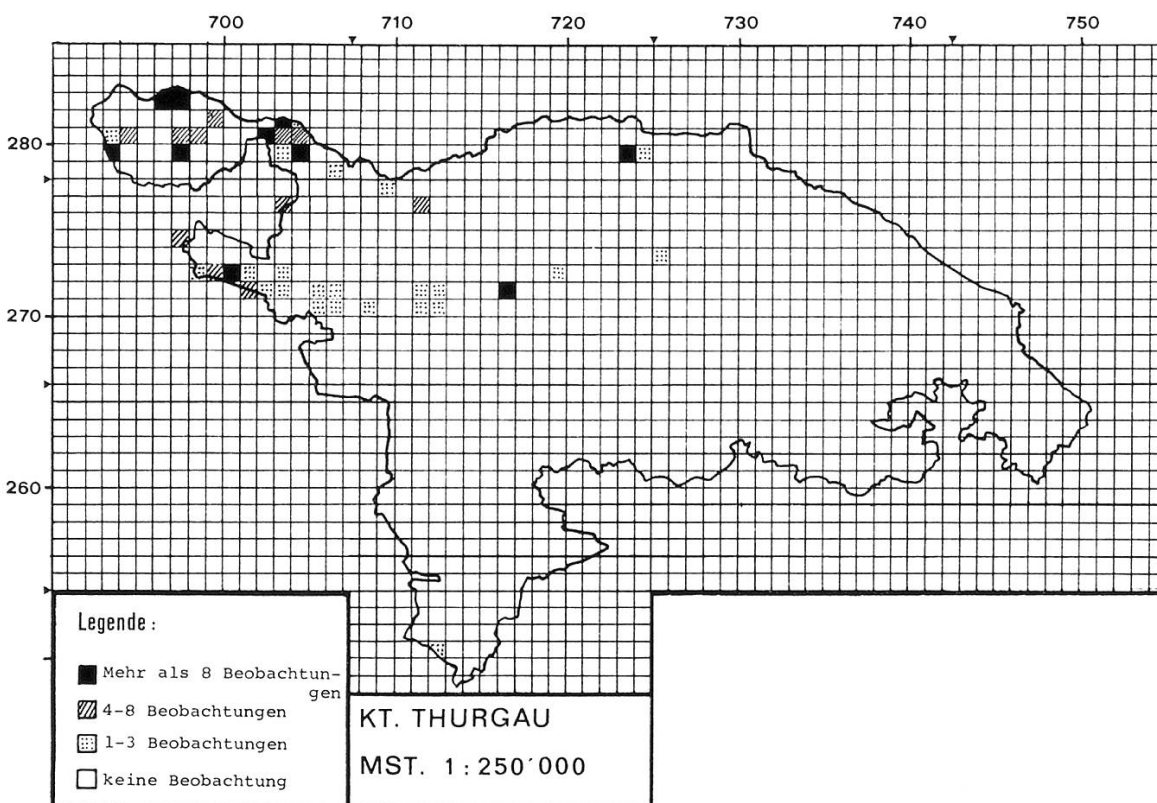 700 710 720 730 740 750
280
270
260
Legende :
Mehr als 8 Beobachtun-
gen
4-8 Beobachtungen
1-3 Beobachtungen
keine Beobachtung
KT. THURGAU
MST. 1:250'000